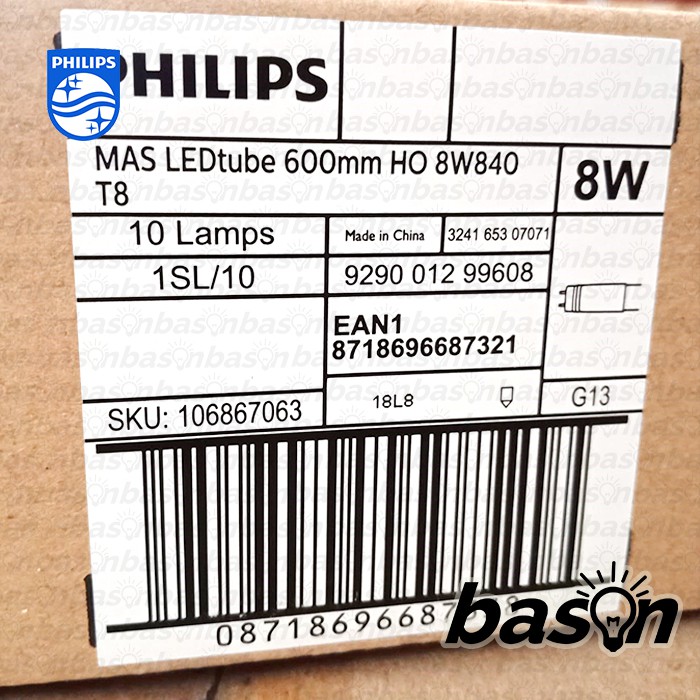 PHILIPS
PHILIPS
MAS LEDtube 600mm HO 8W840
T8
8W
10 Lamps
Made in China
3241 653 07071
1SL/10
9290 012 99608
EAN1
8718696687321
SKU: 106867063
18L8
G13
bason